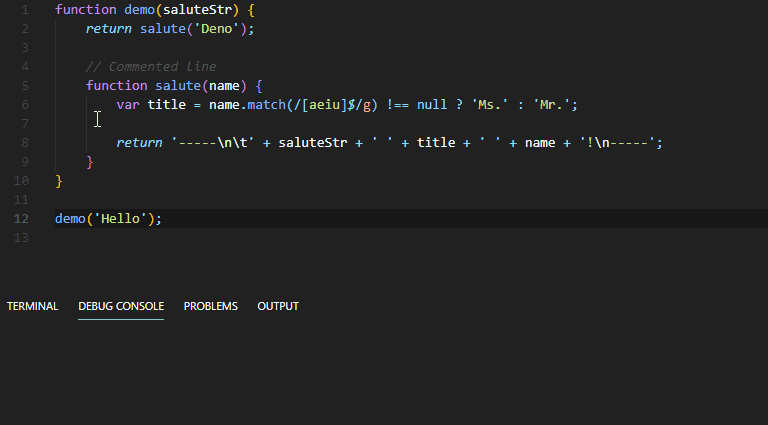 1 function demo(saluteStr) {
2 return salute('Deno');
3
4 // Commented line
5 function salute(name) {
6 var title = name.match(/[aeiu]$/g) !== null ? 'Ms.' : 'Mr.';
7
8 return '-----\n\t' + saluteStr + ' ' + title + ' ' + name + '!\n-----';
9 }
10 }
11
12 demo('Hello');
13
TERMINAL DEBUG CONSOLE PROBLEMS OUTPUT